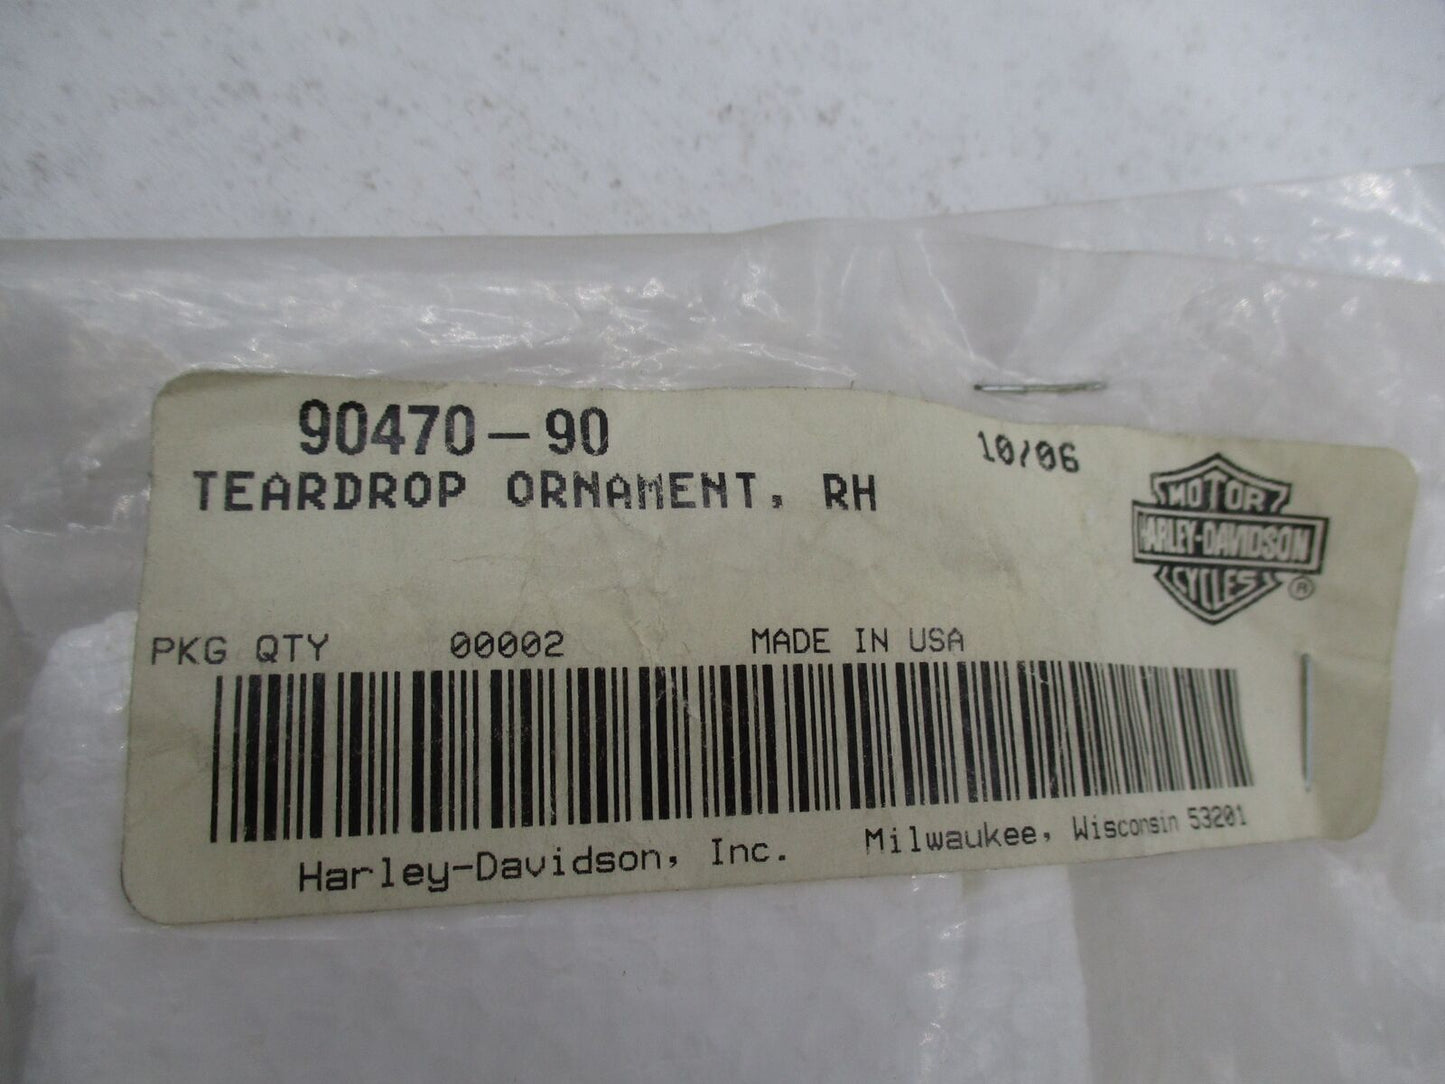 90470-90
10/06
TEARDROP ORNAMENT, RH
MOTOR
HARLEY-DAVIDSON
CYCLES
®
PKG QTY 00002 MADE IN USA
Harley-Davidson, Inc. Milwaukee, Wisconsin 53201